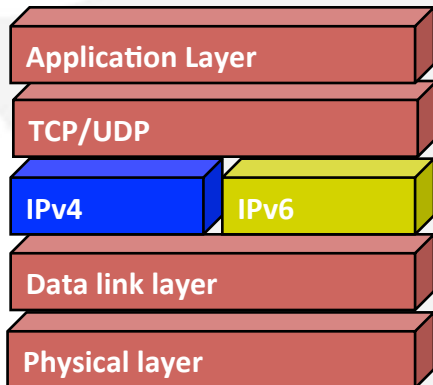 Application Layer
TCP/UDP
IPv4 IPv6
Data link layer
Physical layer